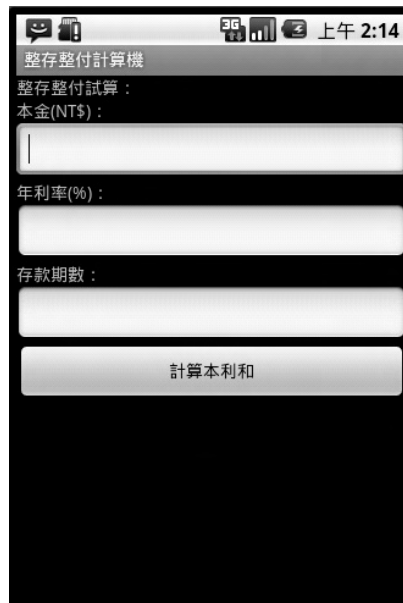 3G
上午 2:14
整存整付計算機
整存整付試算：
本金(NT$)：
年利率(%)：
存款期數：
計算本利和